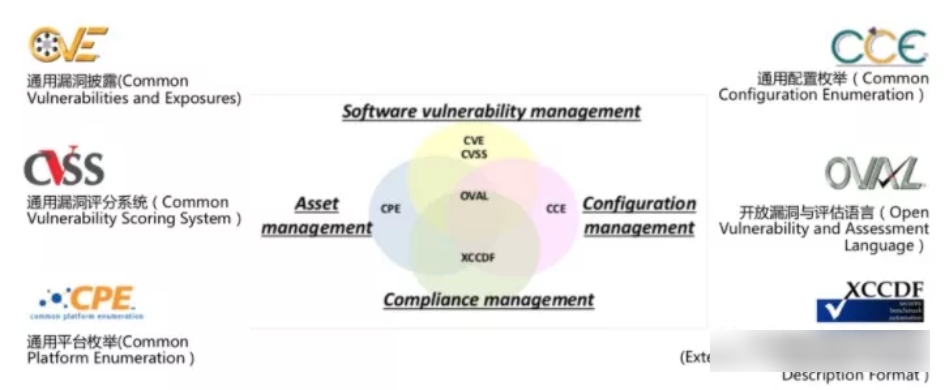 CVE
通用漏洞披露(Common
Vulnerabilities and Exposures)
CVSS
通用漏洞评分系统（Common
Vulnerability Scoring System）
CPE
common platform enumeration
通用平台枚举(Common
Platform Enumeration）
Software vulnerability management
CVE
CVSS
Asset
management
CPE
OVAL
CCE
Configuration
management
XCCDF
Compliance management
CCE
通用配置枚举（Common
Configuration Enumeration）
OVAL
开放漏洞与评估语言（Open
Vulnerability and Assessment
Language）
XCCDF
security
benchmark
automation
(Exte
Description Format）